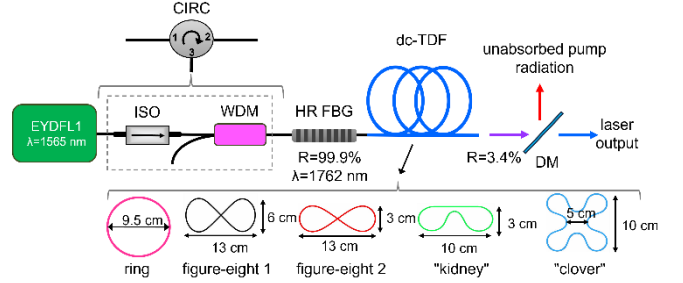 CIRC
1 2
3
dc-TDF
unabsorbed pump
radiation
EYDFL1
λ=1565 nm
ISO
WDM
HR FBG
R=99.9%
λ=1762 nm
R=3.4%
DM
laser
output
9.5 cm
6 cm
13 cm
3 cm
13 cm
3 cm
10 cm
5 cm
10 cm
ring
figure-eight 1
figure-eight 2
"kidney"
"clover"